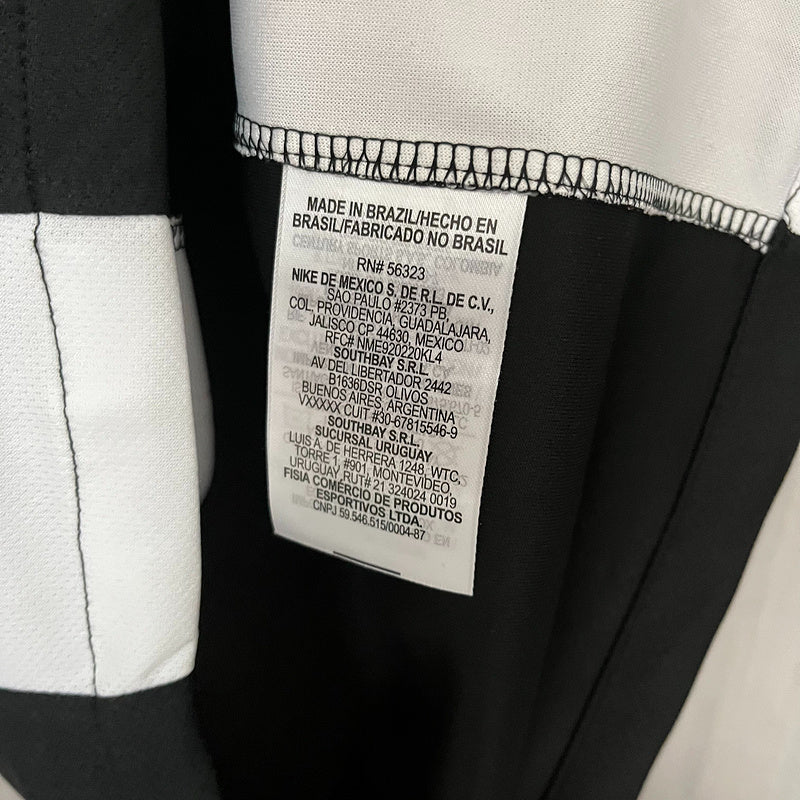 MADE IN BRAZIL/HECHO EN
BRASIL/FABRICADO NO BRASIL
RN# 56323
NIKE DE MEXICO S, DE R.L. DE C.V.,
SAO PAULO #2373 PB,
COL, PROVIDENCIA, GUADALAJARA,
JALISCO CP 44630, MEXICO
RFC# NME920220KL4
SOUTHBAY S.R.L.
AV DEL LIBERTADOR 2442
B1636DSR OLIVOS
BUENOS AIRES, ARGENTINA
VXXXXX CUIT #30-67815546-9
SOUTHBAY S.R.L.
SUCURSAL URUGUAY
LUIS A. DE HERRERA 1248, WTC,
TORRE 1, #901, MONTEVIDEO,
URUGUAY, RUT# 21 324024 0019
FISIA COMÉRCIO DE PRODUTOS
ESPORTIVOS LTDA.
CNPJ 59.546.515/0004-87